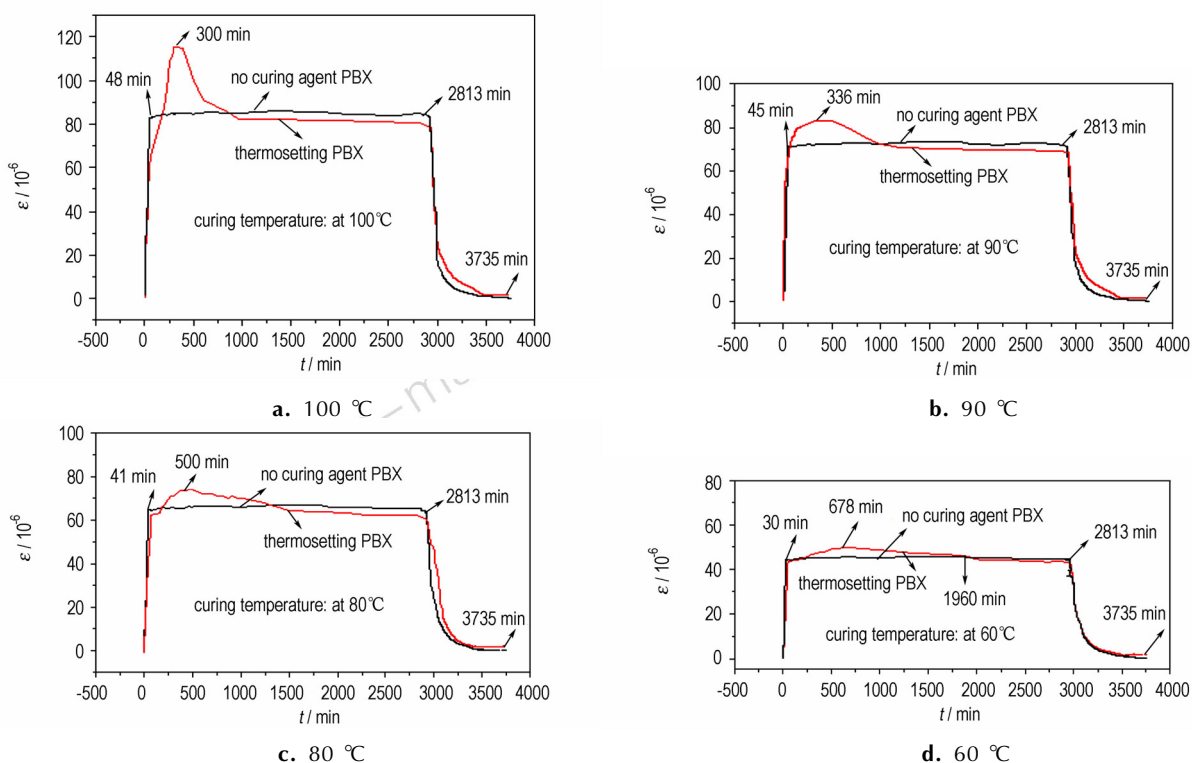 120
100
80
60
40
20
0
ε / 10⁻⁶
300 min
48 min
no curing agent PBX
2813 min
thermosetting PBX
curing temperature: at 100℃
3735 min
-500 0 500 1000 1500 2000 2500 3000 3500 4000
t / min
a. 100 ℃
100
80
60
40
20
0
ε / 10⁻⁶
336 min
45 min
no curing agent PBX
2813 min
thermosetting PBX
curing temperature: at 90℃
3735 min
-500 0 500 1000 1500 2000 2500 3000 3500 4000
t / min
b. 90 ℃
100
80
60
40
20
0
ε / 10⁻⁶
500 min
41 min
no curing agent PBX
2813 min
thermosetting PBX
curing temperature: at 80℃
3735 min
-500 0 500 1000 1500 2000 2500 3000 3500 4000
t / min
c. 80 ℃
80
60
40
20
0
ε / 10⁻⁶
678 min
30 min
no curing agent PBX
2813 min
thermosetting PBX
1960 min
curing temperature: at 60℃
3735 min
-500 0 500 1000 1500 2000 2500 3000 3500 4000
t / min
d. 60 ℃